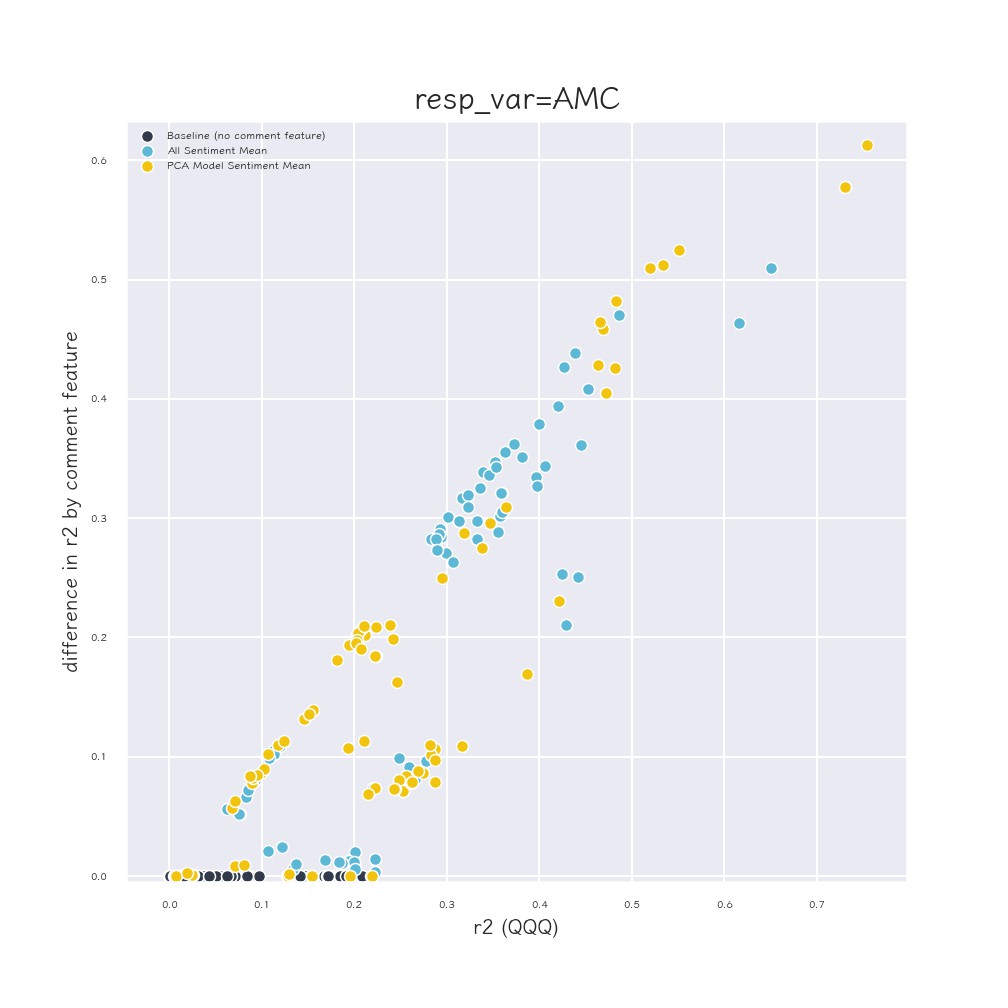 resp_var=AMC
Baseline (no comment feature)
All Sentiment Mean
PCA Model Sentiment Mean
difference in r2 by comment feature
0.6
0.5
0.4
0.3
0.2
0.1
0.0
0.0 0.1 0.2 0.3 0.4 0.5 0.6 0.7
r2 (QQQ)